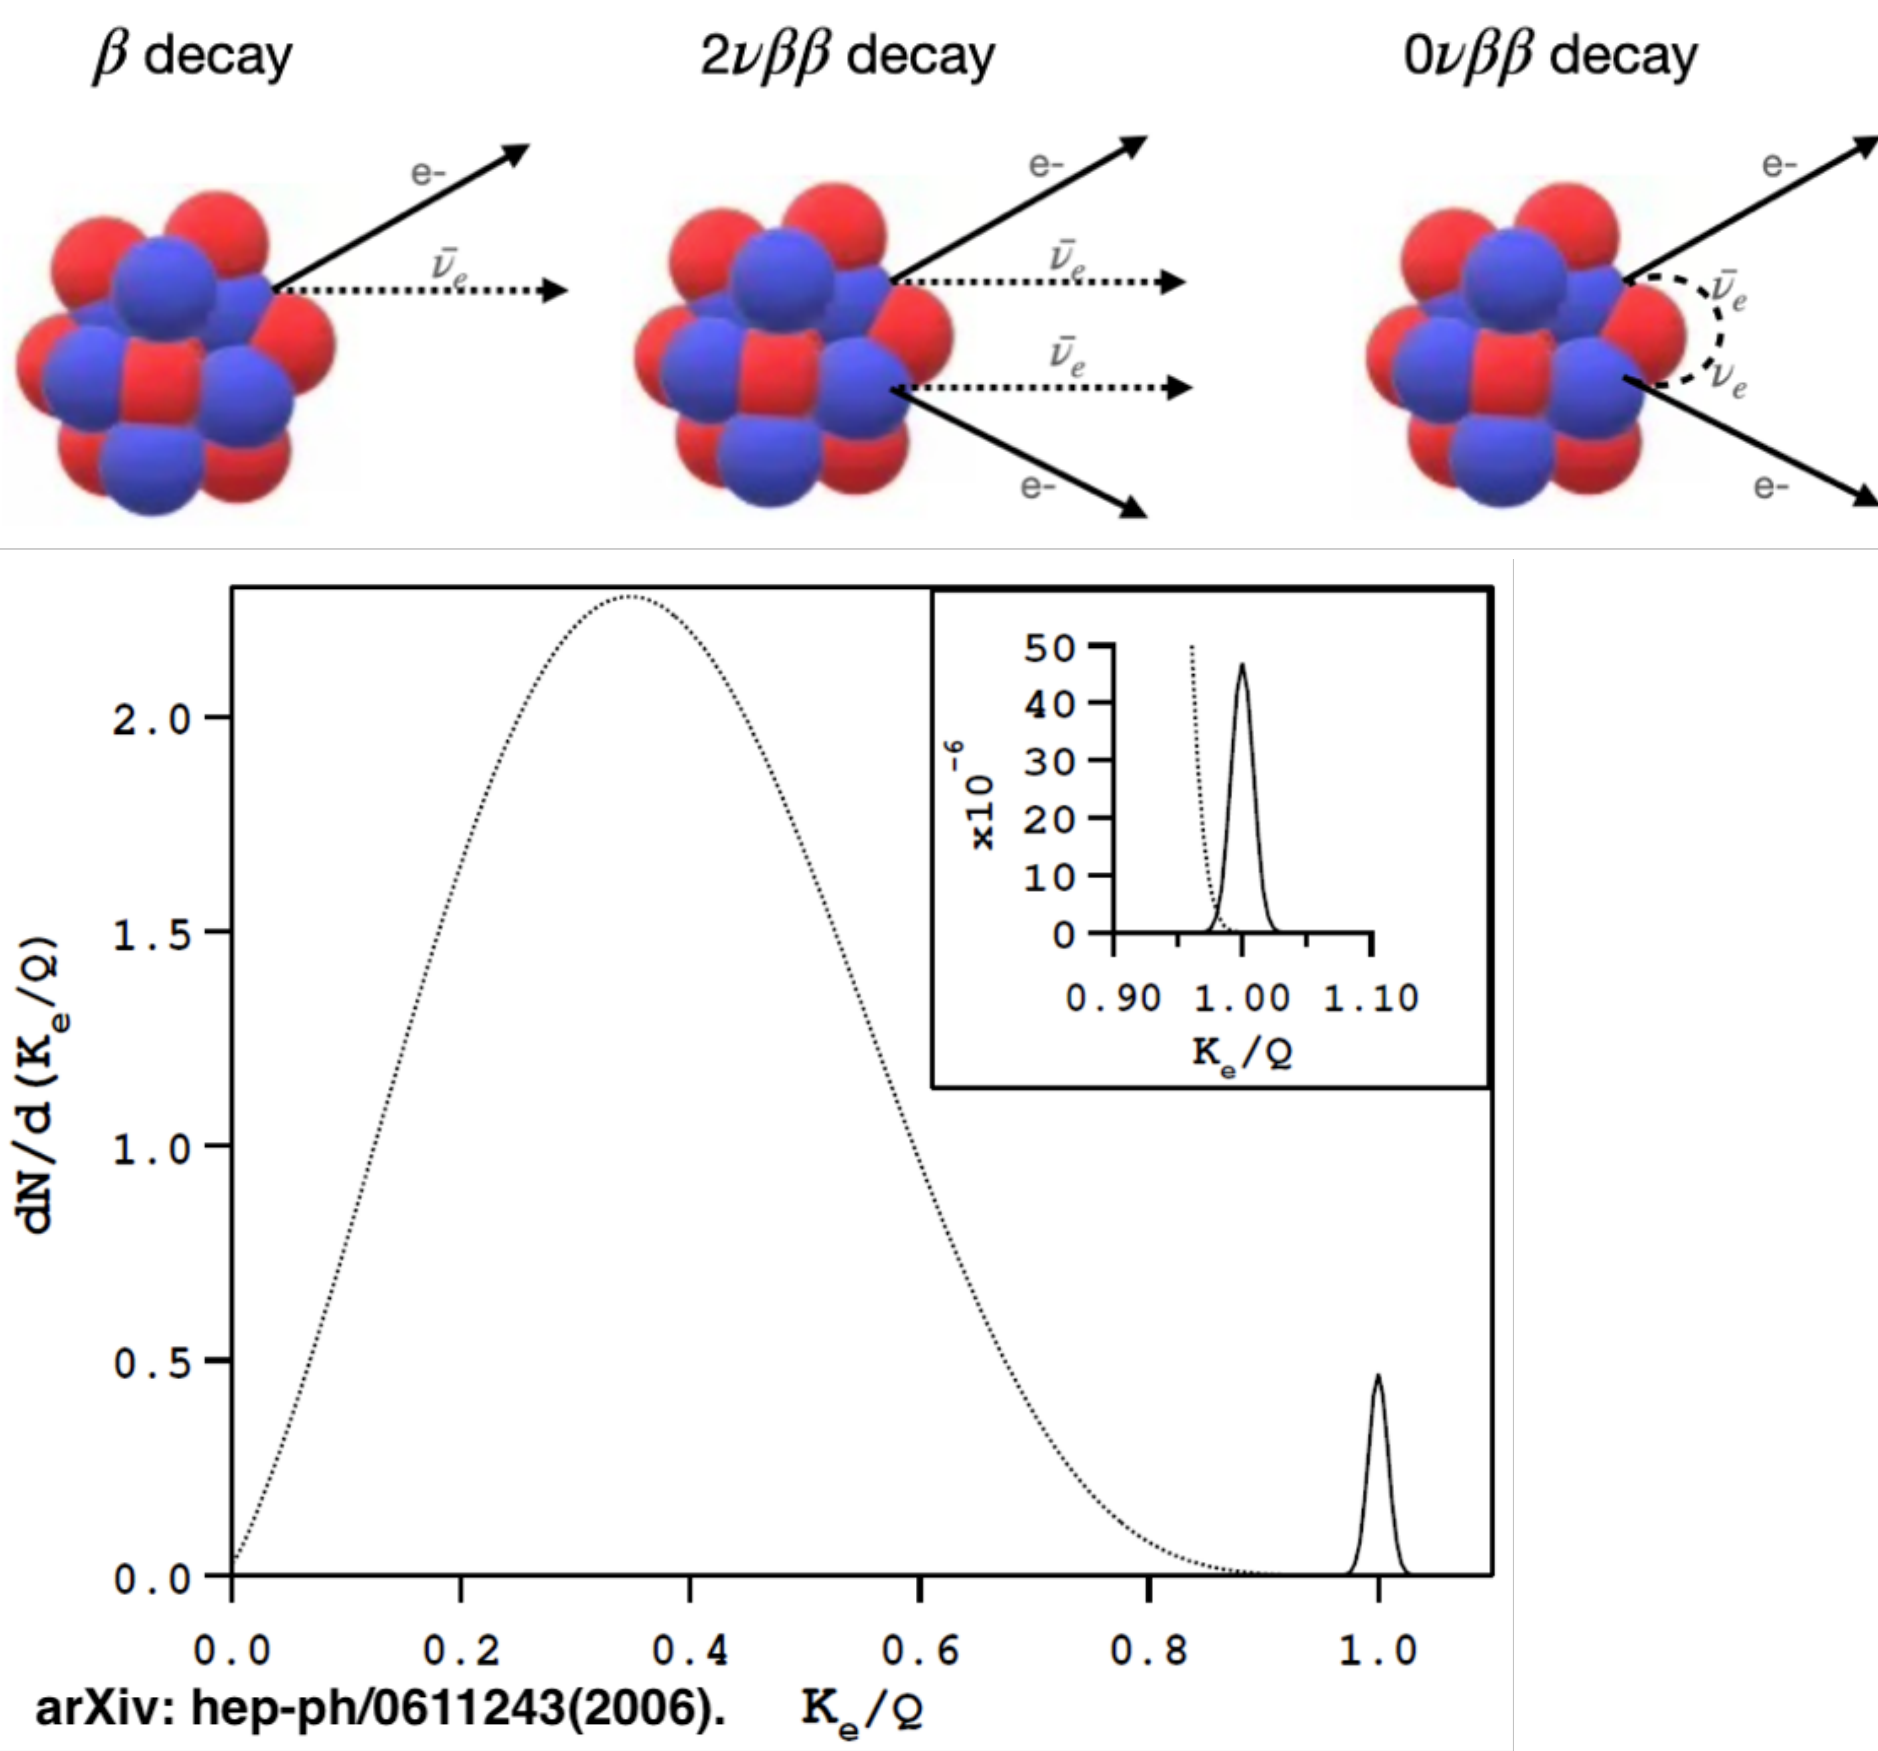 β decay
2νββ decay
0νββ decay
e-
ν̄e
e-
ν̄e
ν̄e
e-
e-
ν̄e
νe
e-
dN/d(Ke/Q)
2.0
1.5
1.0
0.5
0.0
0.0 0.2 0.4 0.6 0.8 1.0
x10-6
50
40
30
20
10
0
0.90 1.00 1.10
Ke/Q
arXiv: hep-ph/0611243(2006). Ke/Q